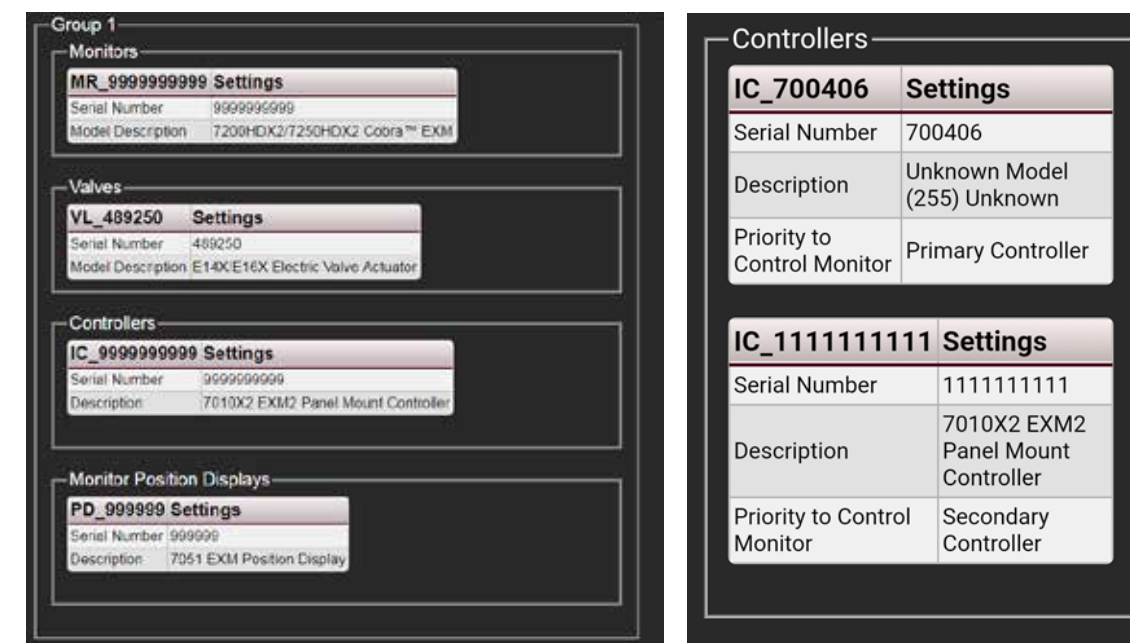 Group 1
Monitors
MR_9999999999 Settings
Serial Number 9999999999
Model Description 7200HDX2/7250HDX2 Cobra™ EXM
Valves
VL_489250 Settings
Serial Number 489250
Model Description E14X/E16X Electric Valve Actuator
Controllers
IC_9999999999 Settings
Serial Number 9999999999
Description 7010X2 EXM2 Panel Mount Controller
Monitor Position Displays
PD_999999 Settings
Serial Number 999999
Description 7051 EXM Position Display
Controllers
IC_700406 Settings
Serial Number 700406
Description Unknown Model
(255) Unknown
Priority to
Control Monitor Primary Controller
IC_1111111111 Settings
Serial Number 1111111111
Description 7010X2 EXM2
Panel Mount
Controller
Priority to Control Secondary
Monitor Controller